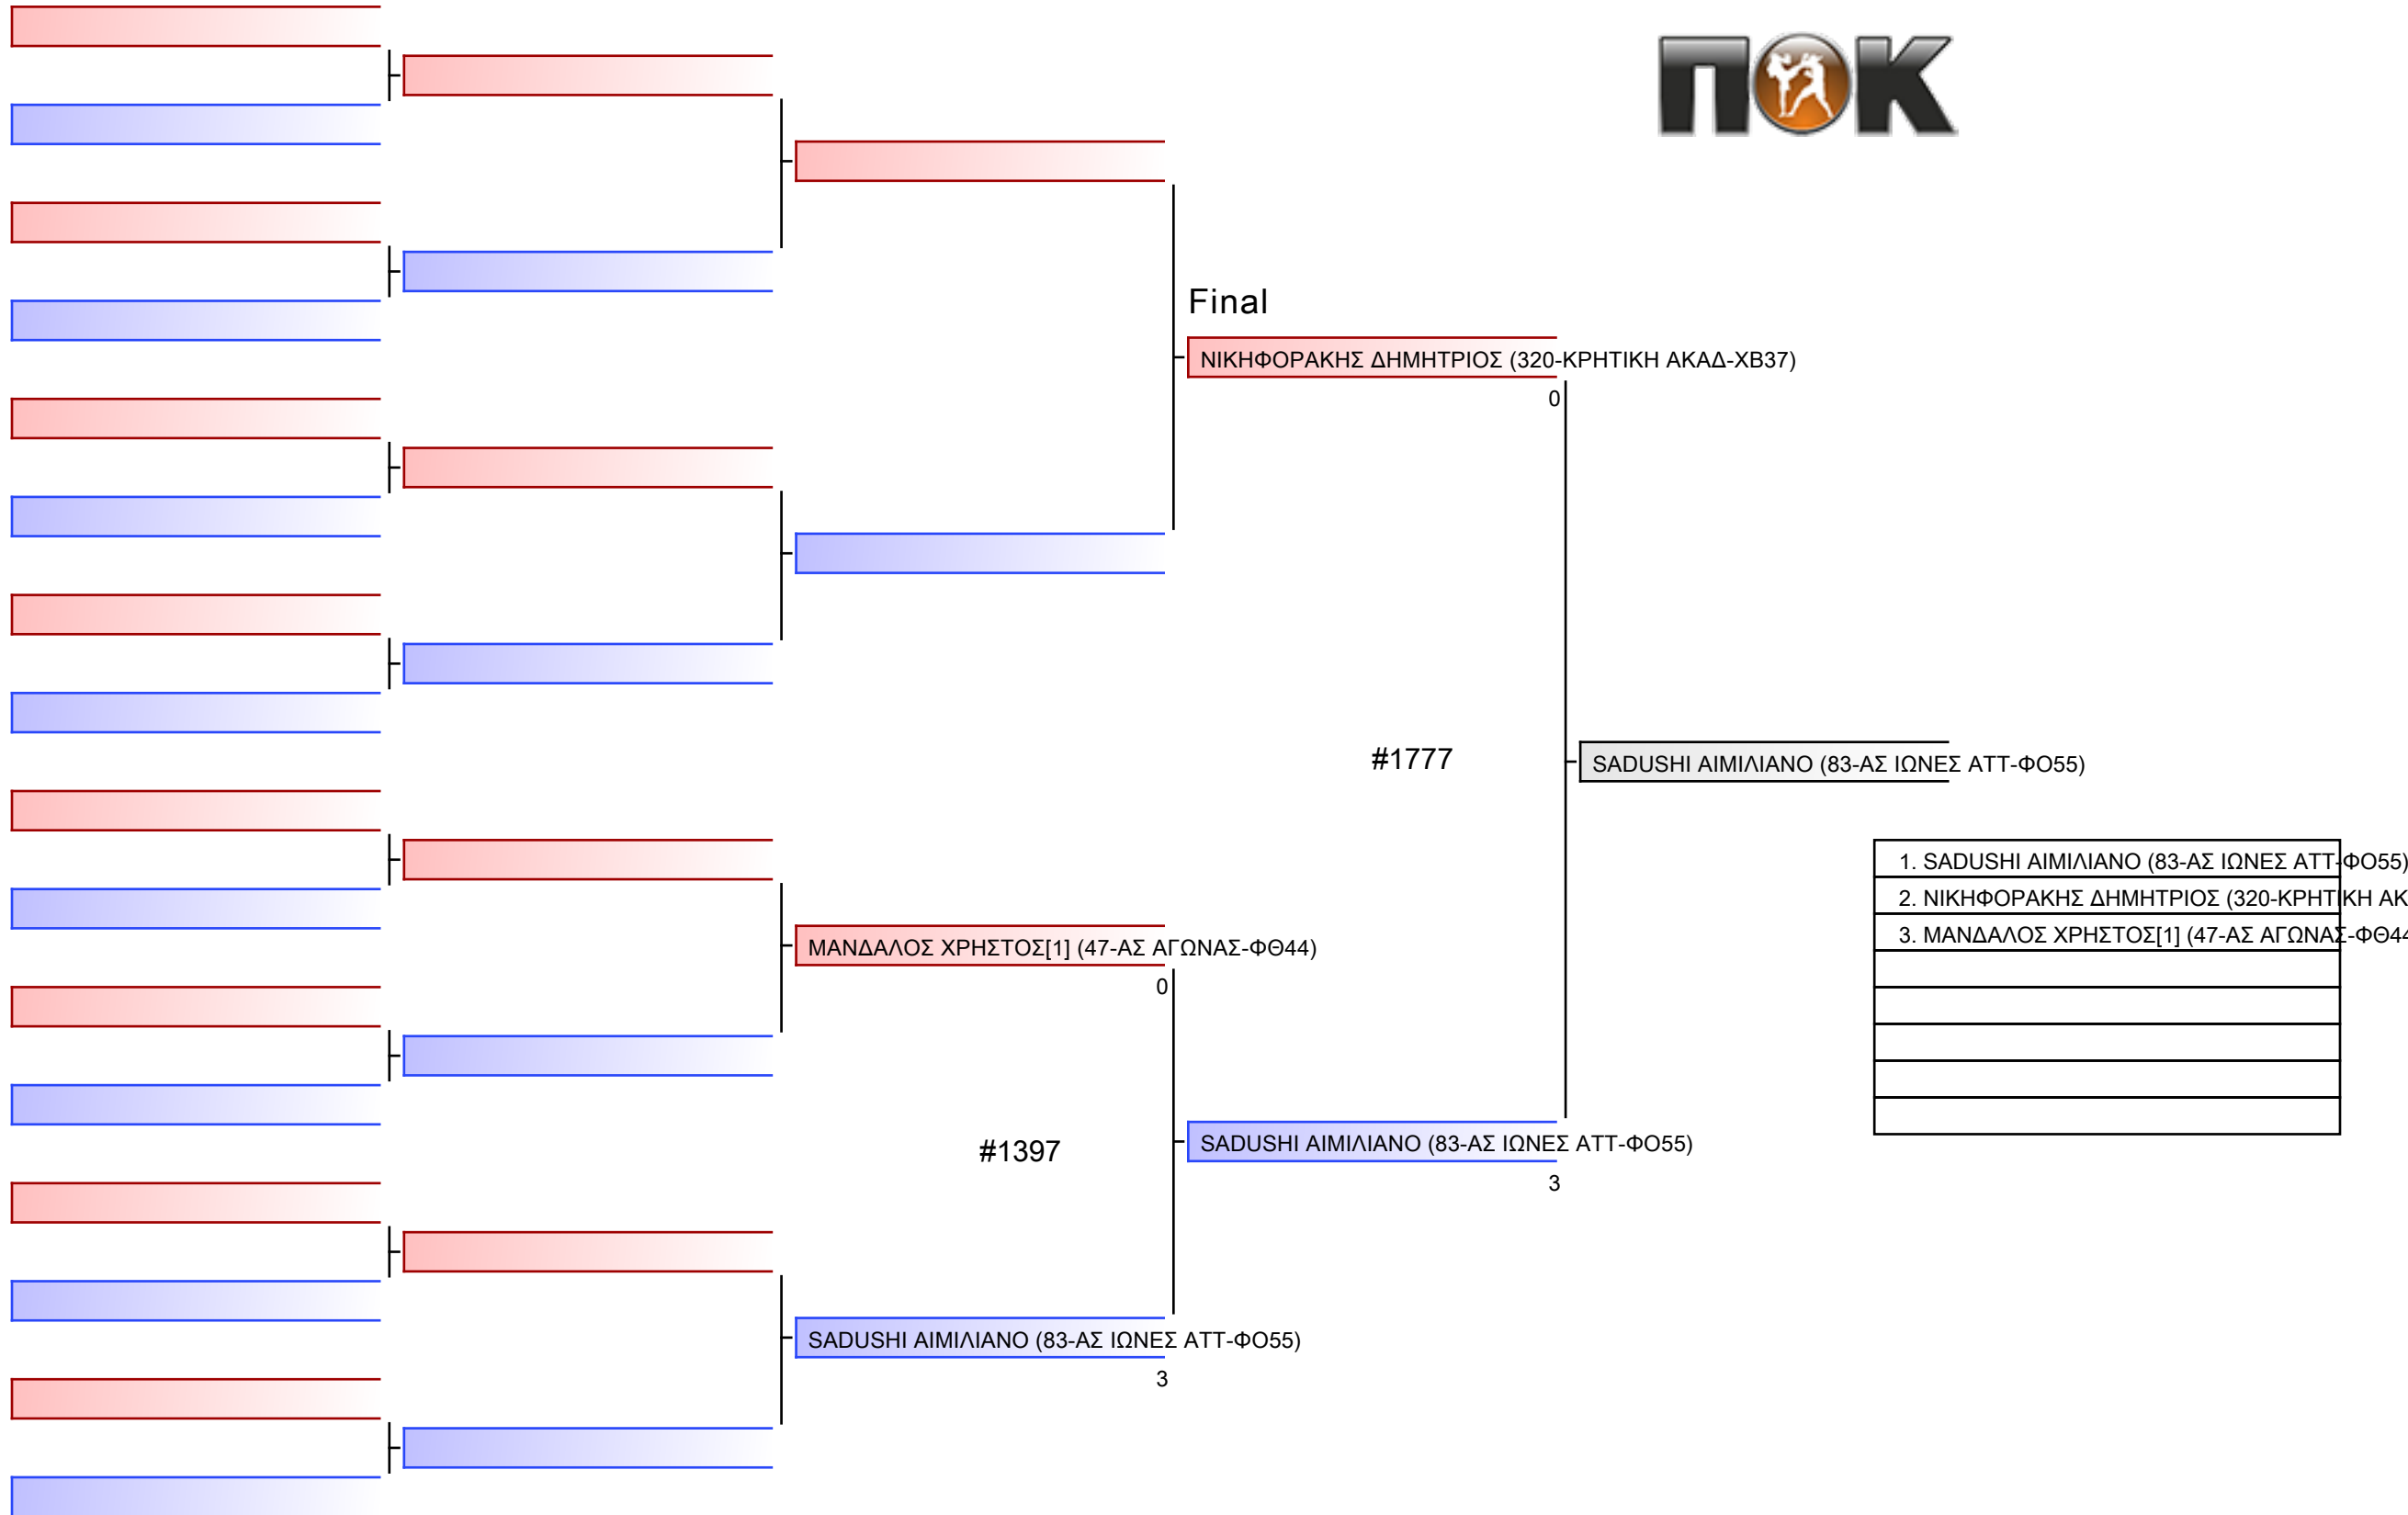 ΠΟΚ
Final
ΝΙΚΗΦΟΡΑΚΗΣ ΔΗΜΗΤΡΙΟΣ (320-ΚΡΗΤΙΚΗ ΑΚΑΔ-ΧΒ37)
0
#1777
SADUSHI ΑΙΜΙΛΙΑΝΟ (83-ΑΣ ΙΩΝΕΣ ΑΤΤ-ΦΟ55)
1. SADUSHI ΑΙΜΙΛΙΑΝΟ (83-ΑΣ ΙΩΝΕΣ ΑΤΤ-ΦΟ55)
2. ΝΙΚΗΦΟΡΑΚΗΣ ΔΗΜΗΤΡΙΟΣ (320-ΚΡΗΤΙΚΗ ΑΚ
3. ΜΑΝΔΑΛΟΣ ΧΡΗΣΤΟΣ[1] (47-ΑΣ ΑΓΩΝΑΣ-ΦΘ44
ΜΑΝΔΑΛΟΣ ΧΡΗΣΤΟΣ[1] (47-ΑΣ ΑΓΩΝΑΣ-ΦΘ44)
0
#1397
SADUSHI ΑΙΜΙΛΙΑΝΟ (83-ΑΣ ΙΩΝΕΣ ΑΤΤ-ΦΟ55)
3
SADUSHI ΑΙΜΙΛΙΑΝΟ (83-ΑΣ ΙΩΝΕΣ ΑΤΤ-ΦΟ55)
3